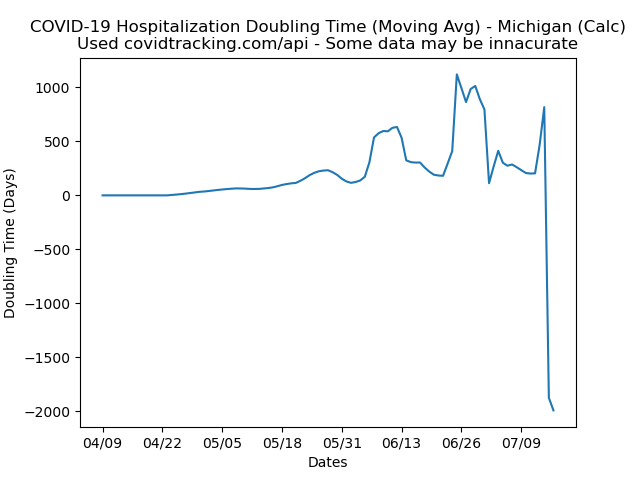 COVID-19 Hospitalization Doubling Time (Moving Avg) - Michigan (Calc)
Used covidtracking.com/api - Some data may be innacurate
1000
500
0
−500
−1000
−1500
−2000
Doubling Time (Days)
04/09 04/22 05/05 05/18 05/31 06/13 06/26 07/09
Dates